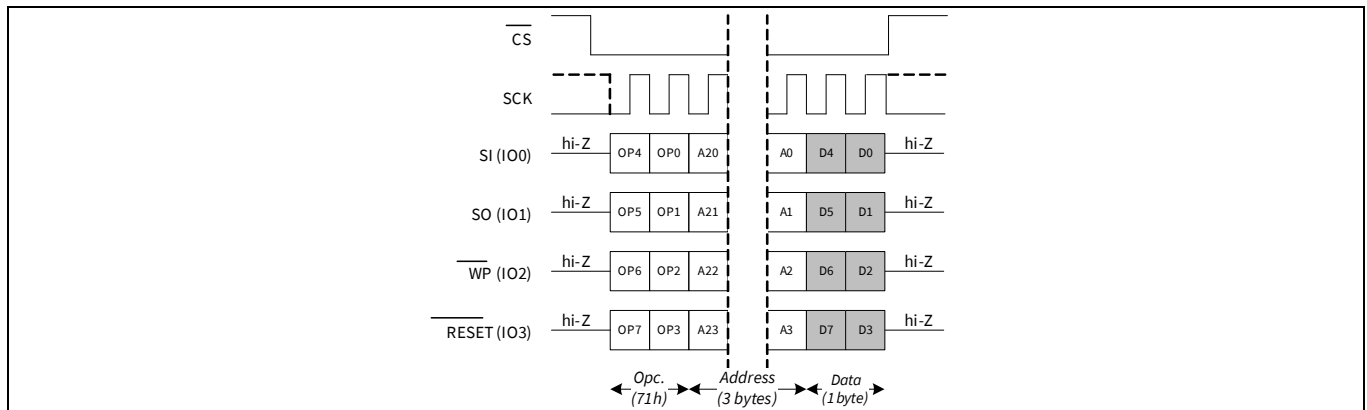 CS
SCK
SI (IO0) hi-Z OP4 OP0 A20 A0 D4 D0 hi-Z
SO (IO1) hi-Z OP5 OP1 A21 A1 D5 D1 hi-Z
WP (IO2) hi-Z OP6 OP2 A22 A2 D6 D2 hi-Z
RESET (IO3) hi-Z OP7 OP3 A23 A3 D7 D3 hi-Z
Opc. Address Data
(71h) (3 bytes) (1 byte)